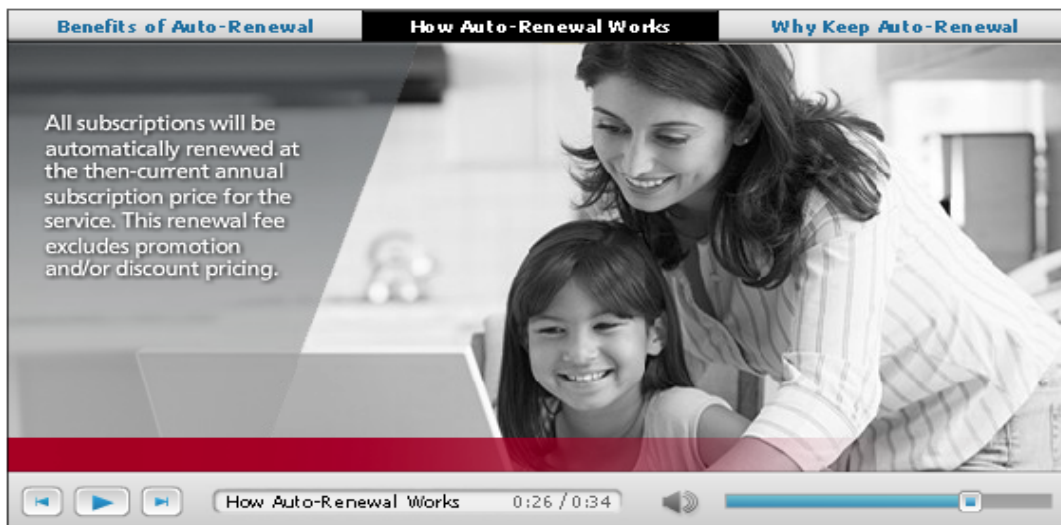 Benefits of Auto-Renewal
How Auto-Renewal Works
Why Keep Auto-Renewal
All subscriptions will be
automatically renewed at
the then-current annual
subscription price for the
service. This renewal fee
excludes promotion
and/or discount pricing.
How Auto-Renewal Works 0:26 / 0:34